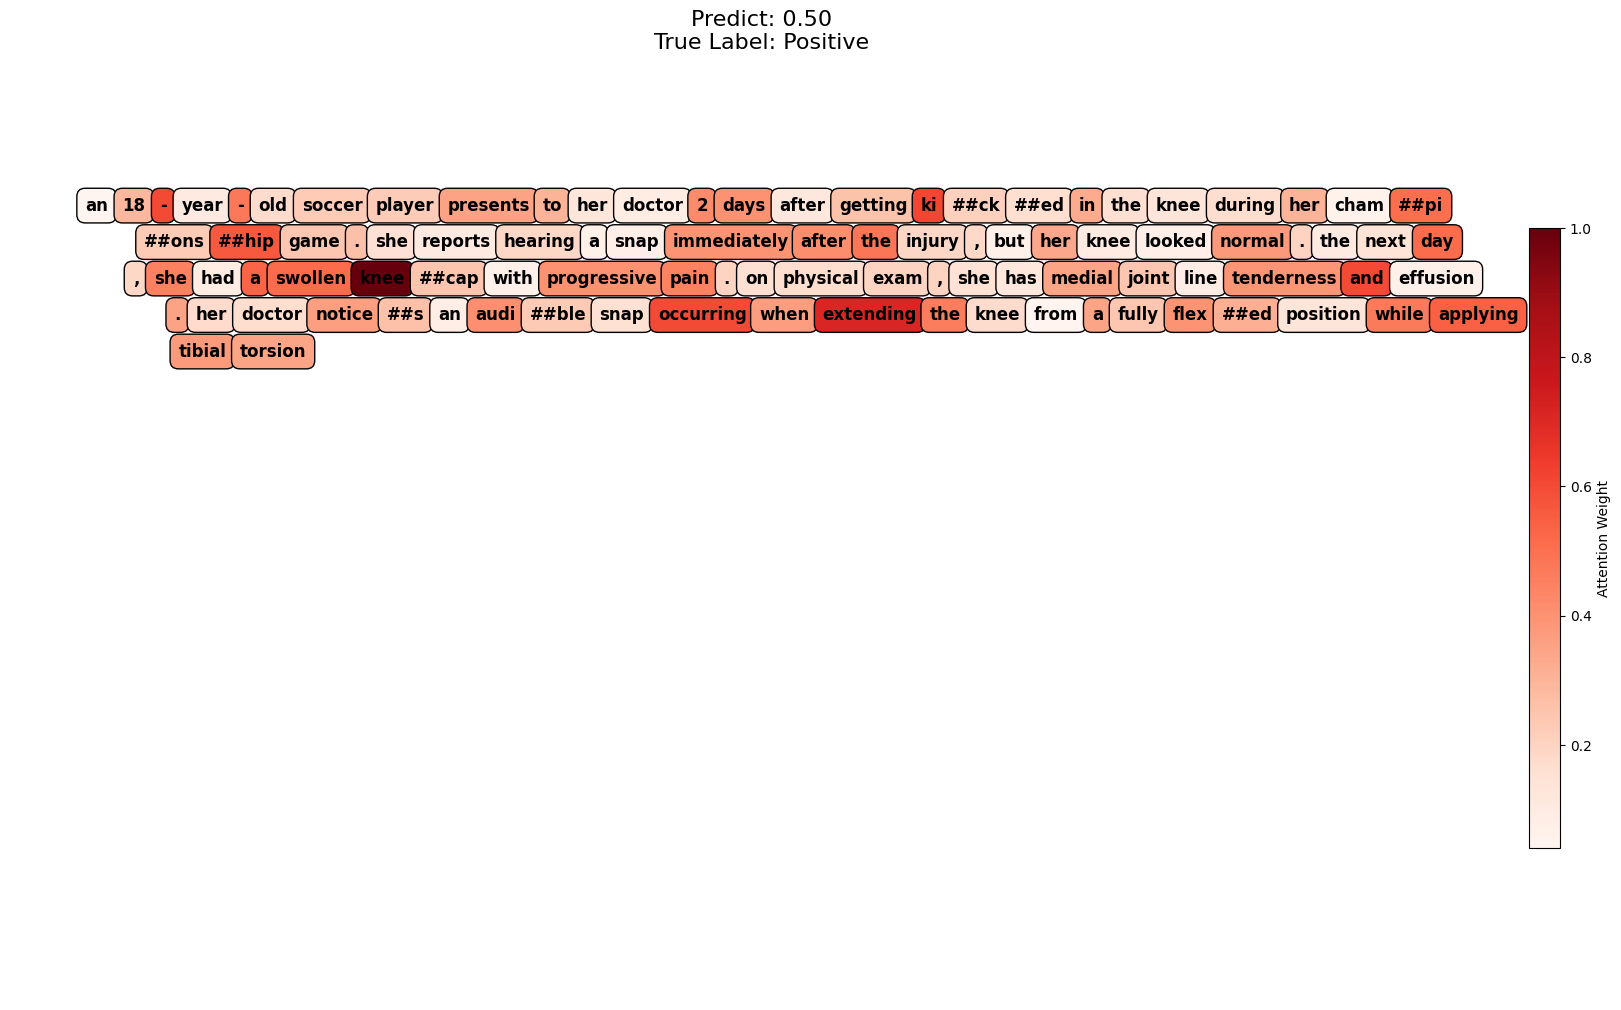 Predict: 0.50
True Label: Positive
an 18 - year - old soccer player presents to her doctor 2 days after getting ki ##ck ##ed in the knee during her cham ##pi
##ons ##hip game . she reports hearing a snap immediately after the injury , but her knee looked normal . the next day
, she had a swollen knee ##cap with progressive pain . on physical exam , she has medial joint line tenderness and effusion
. her doctor notice ##s an audi ##ble snap occurring when extending the knee from a fully flex ##ed position while applying
tibial torsion
1.0
0.8
0.6
0.4
0.2
Attention Weight